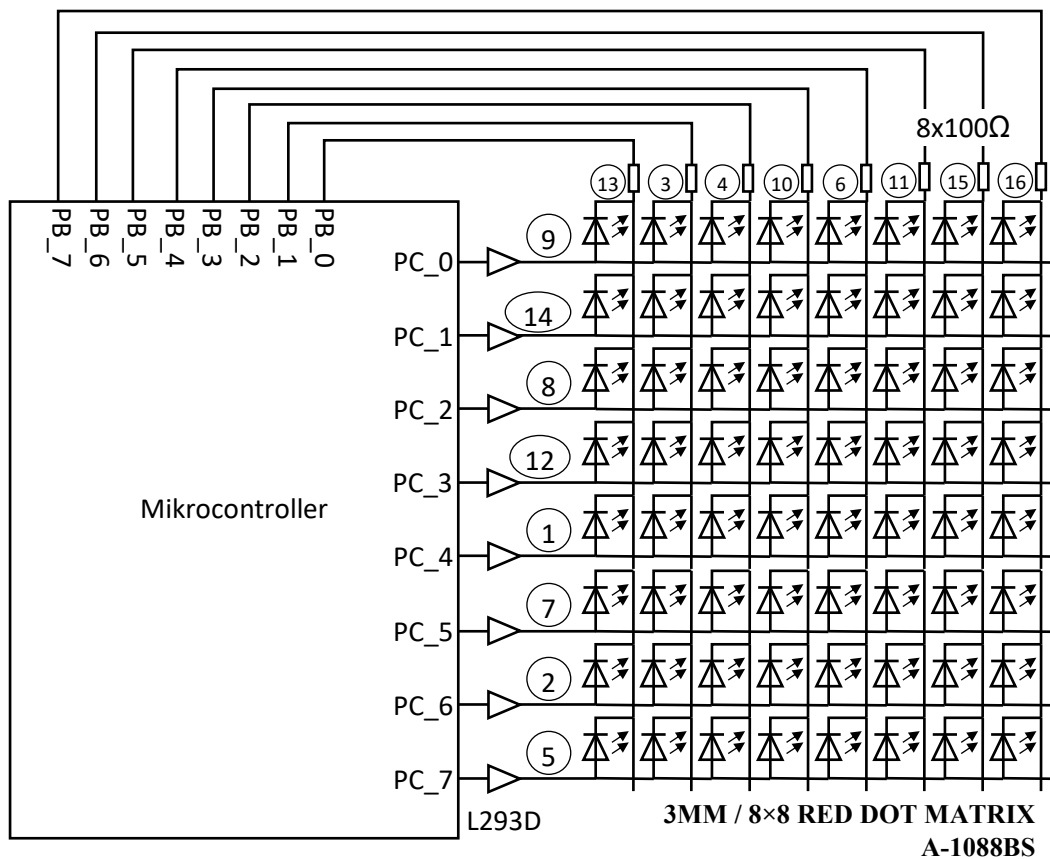 8x100Ω
13 3 4 10 6 11 15 16
PB_7 PB_6 PB_5 PB_4 PB_3 PB_2 PB_1 PB_0
9
PC_0
14
PC_1
8
PC_2
12
PC_3
Mikrocontroller
1
PC_4
7
PC_5
2
PC_6
5
PC_7
L293D
3MM / 8×8 RED DOT MATRIX
A-1088BS